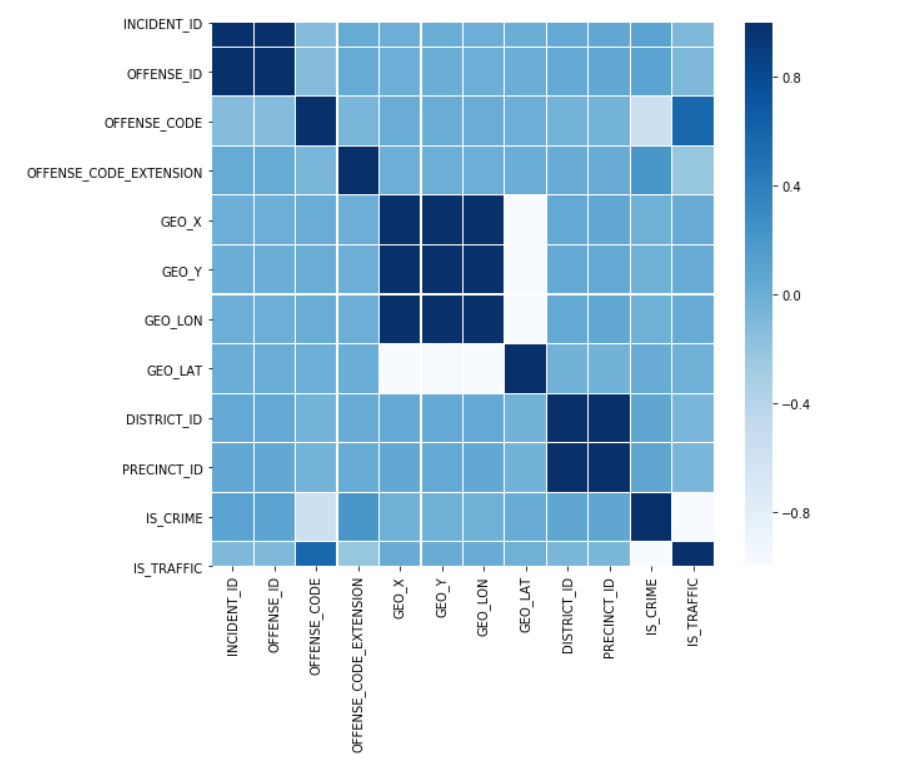 INCIDENT_ID
OFFENSE_ID
OFFENSE_CODE
OFFENSE_CODE_EXTENSION
GEO_X
GEO_Y
GEO_LON
GEO_LAT
DISTRICT_ID
PRECINCT_ID
IS_CRIME
IS_TRAFFIC
INCIDENT_ID
OFFENSE_ID
OFFENSE_CODE
OFFENSE_CODE_EXTENSION
GEO_X
GEO_Y
GEO_LON
GEO_LAT
DISTRICT_ID
PRECINCT_ID
IS_CRIME
IS_TRAFFIC
0.8
0.4
0.0
−0.4
−0.8